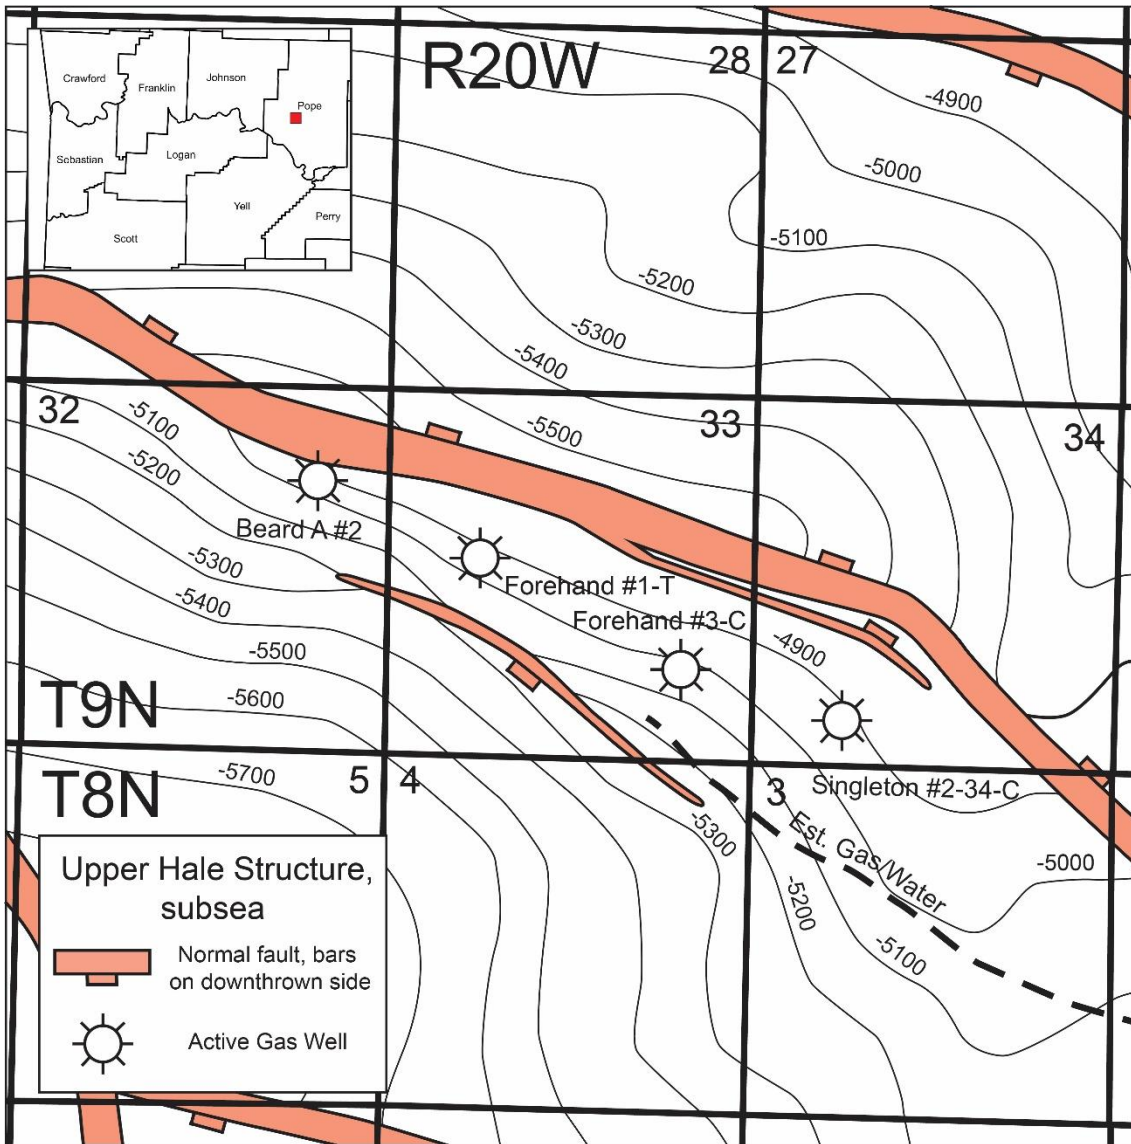 R20W
28
27
Crawford
Franklin
Johnson
Pope
Sebastian
Logan
Yell
Perry
Scott
-4900
-5000
-5100
-5200
-5300
-5400
-5500
32
33
34
-5100
-5200
-5300
-5400
-5500
-5600
Beard A #2
Forehand #1-T
Forehand #3-C
-4900
T9N
T8N
-5700
5
4
3
Singleton #2-34-C
Est. Gas/Water
-5300
-5200
-5100
-5000
Upper Hale Structure,
subsea
Normal fault, bars
on downthrown side
Active Gas Well